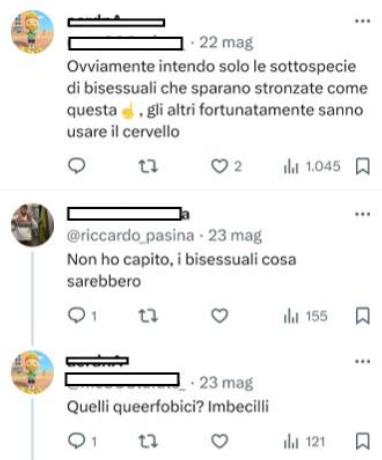 · 22 mag
Ovviamente intendo solo le sottospecie
di bisessuali che sparano stronzate come
questa ☝️, gli altri fortunatamente sanno
usare il cervello
2 1.045
a
@riccardo_pasina · 23 mag
Non ho capito, i bisessuali cosa
sarebbero
1 155
· 23 mag
Quelli queerfobici? Imbecilli
1 121